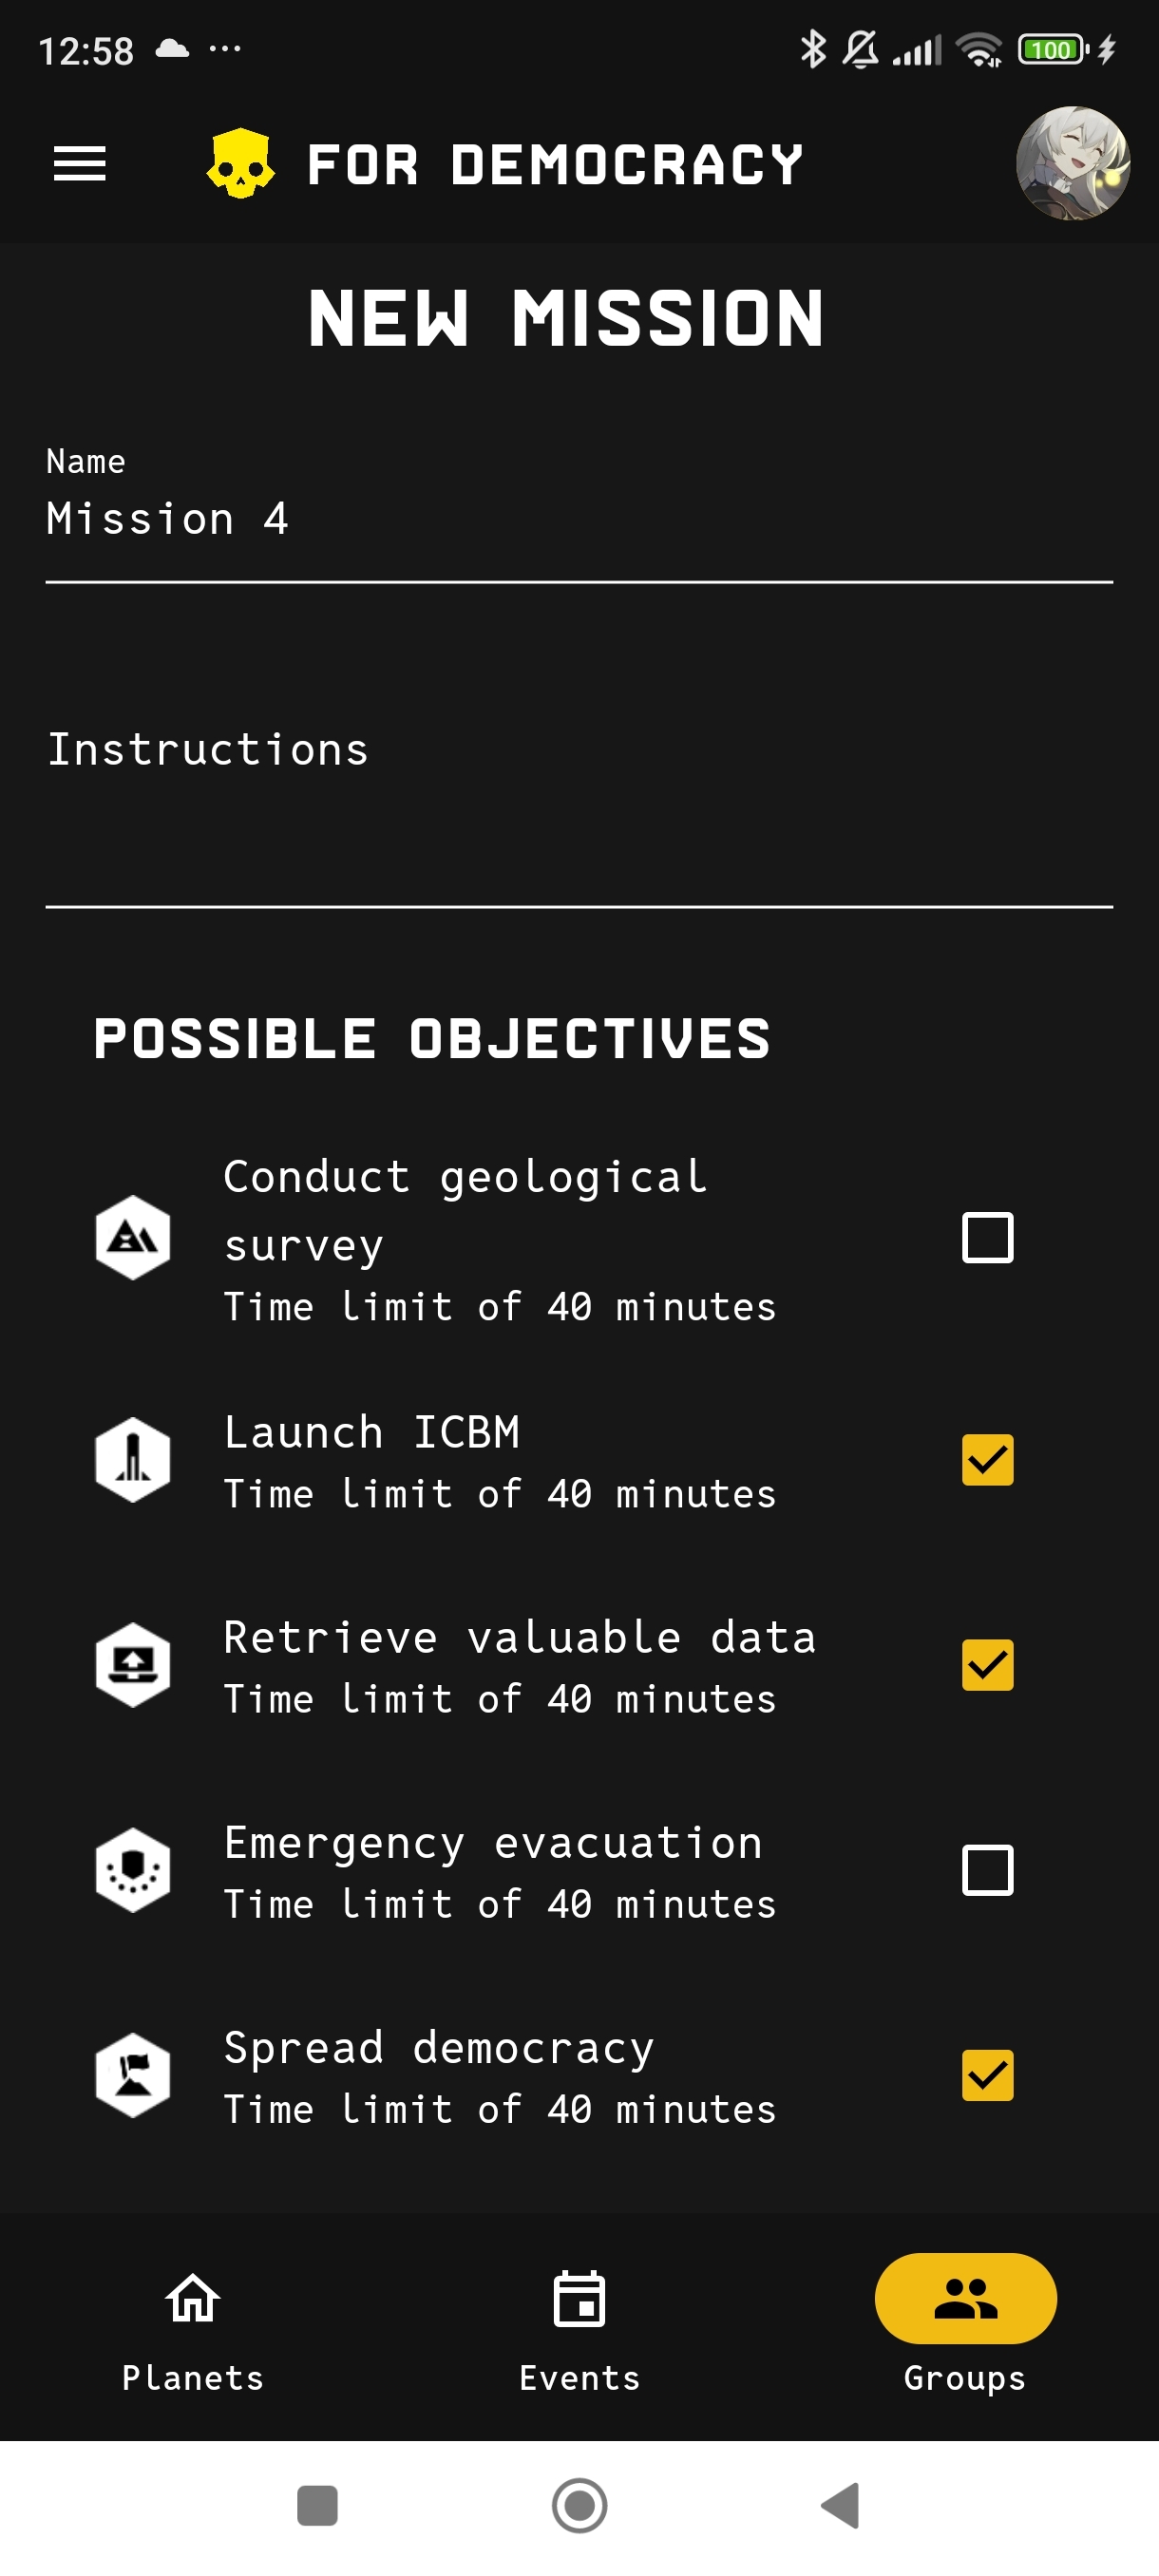 12:58
100
FOR DEMOCRACY
NEW MISSION
Name
Mission 4
Instructions
POSSIBLE OBJECTIVES
Conduct geological
survey
Time limit of 40 minutes
Launch ICBM
Time limit of 40 minutes
Retrieve valuable data
Time limit of 40 minutes
Emergency evacuation
Time limit of 40 minutes
Spread democracy
Time limit of 40 minutes
Planets
Events
Groups